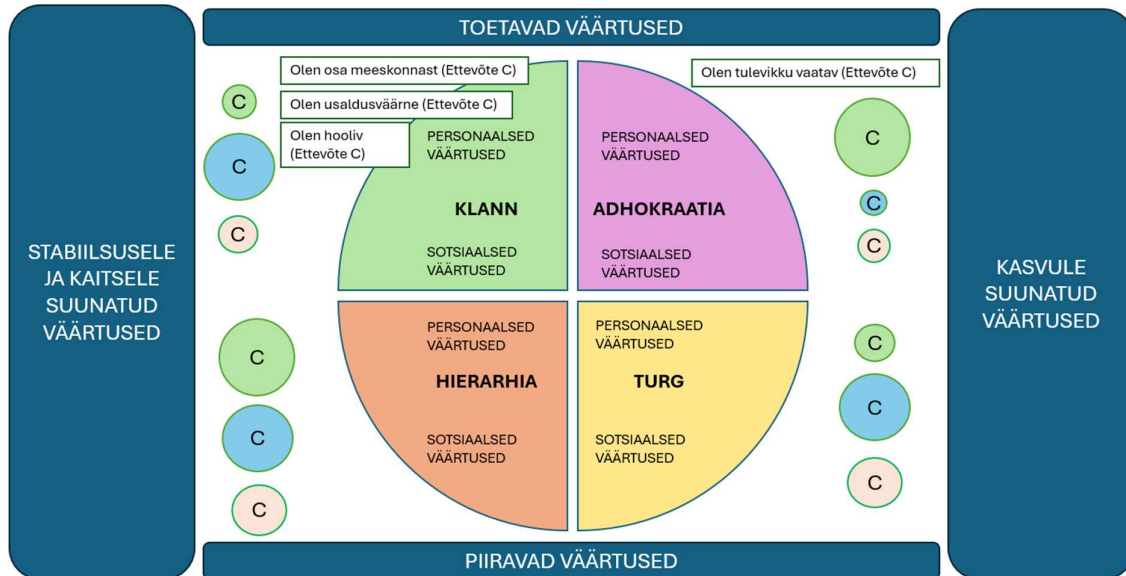 TOETAVAD VÄÄRTUSED
STABIILSUSELE
JA KAITSELE
SUUNATUD
VÄÄRTUSED
Olen osa meeskonnast (Ettevõte C)
Olen usaldusväärne (Ettevõte C)
Olen hooliv
(Ettevõte C)
Olen tulevikku vaatav (Ettevõte C)
C
C
C
PERSONAALSED
VÄÄRTUSED
KLANN
SOTSIAALSED
VÄÄRTUSED
PERSONAALSED
VÄÄRTUSED
ADHOKRAATIA
SOTSIAALSED
VÄÄRTUSED
C
C
C
C
C
C
PERSONAALSED
VÄÄRTUSED
HIERARHIA
SOTSIAALSED
VÄÄRTUSED
PERSONAALSED
VÄÄRTUSED
TURG
SOTSIAALSED
VÄÄRTUSED
C
C
C
KASVULE
SUUNATUD
VÄÄRTUSED
PIIRAVAD VÄÄRTUSED